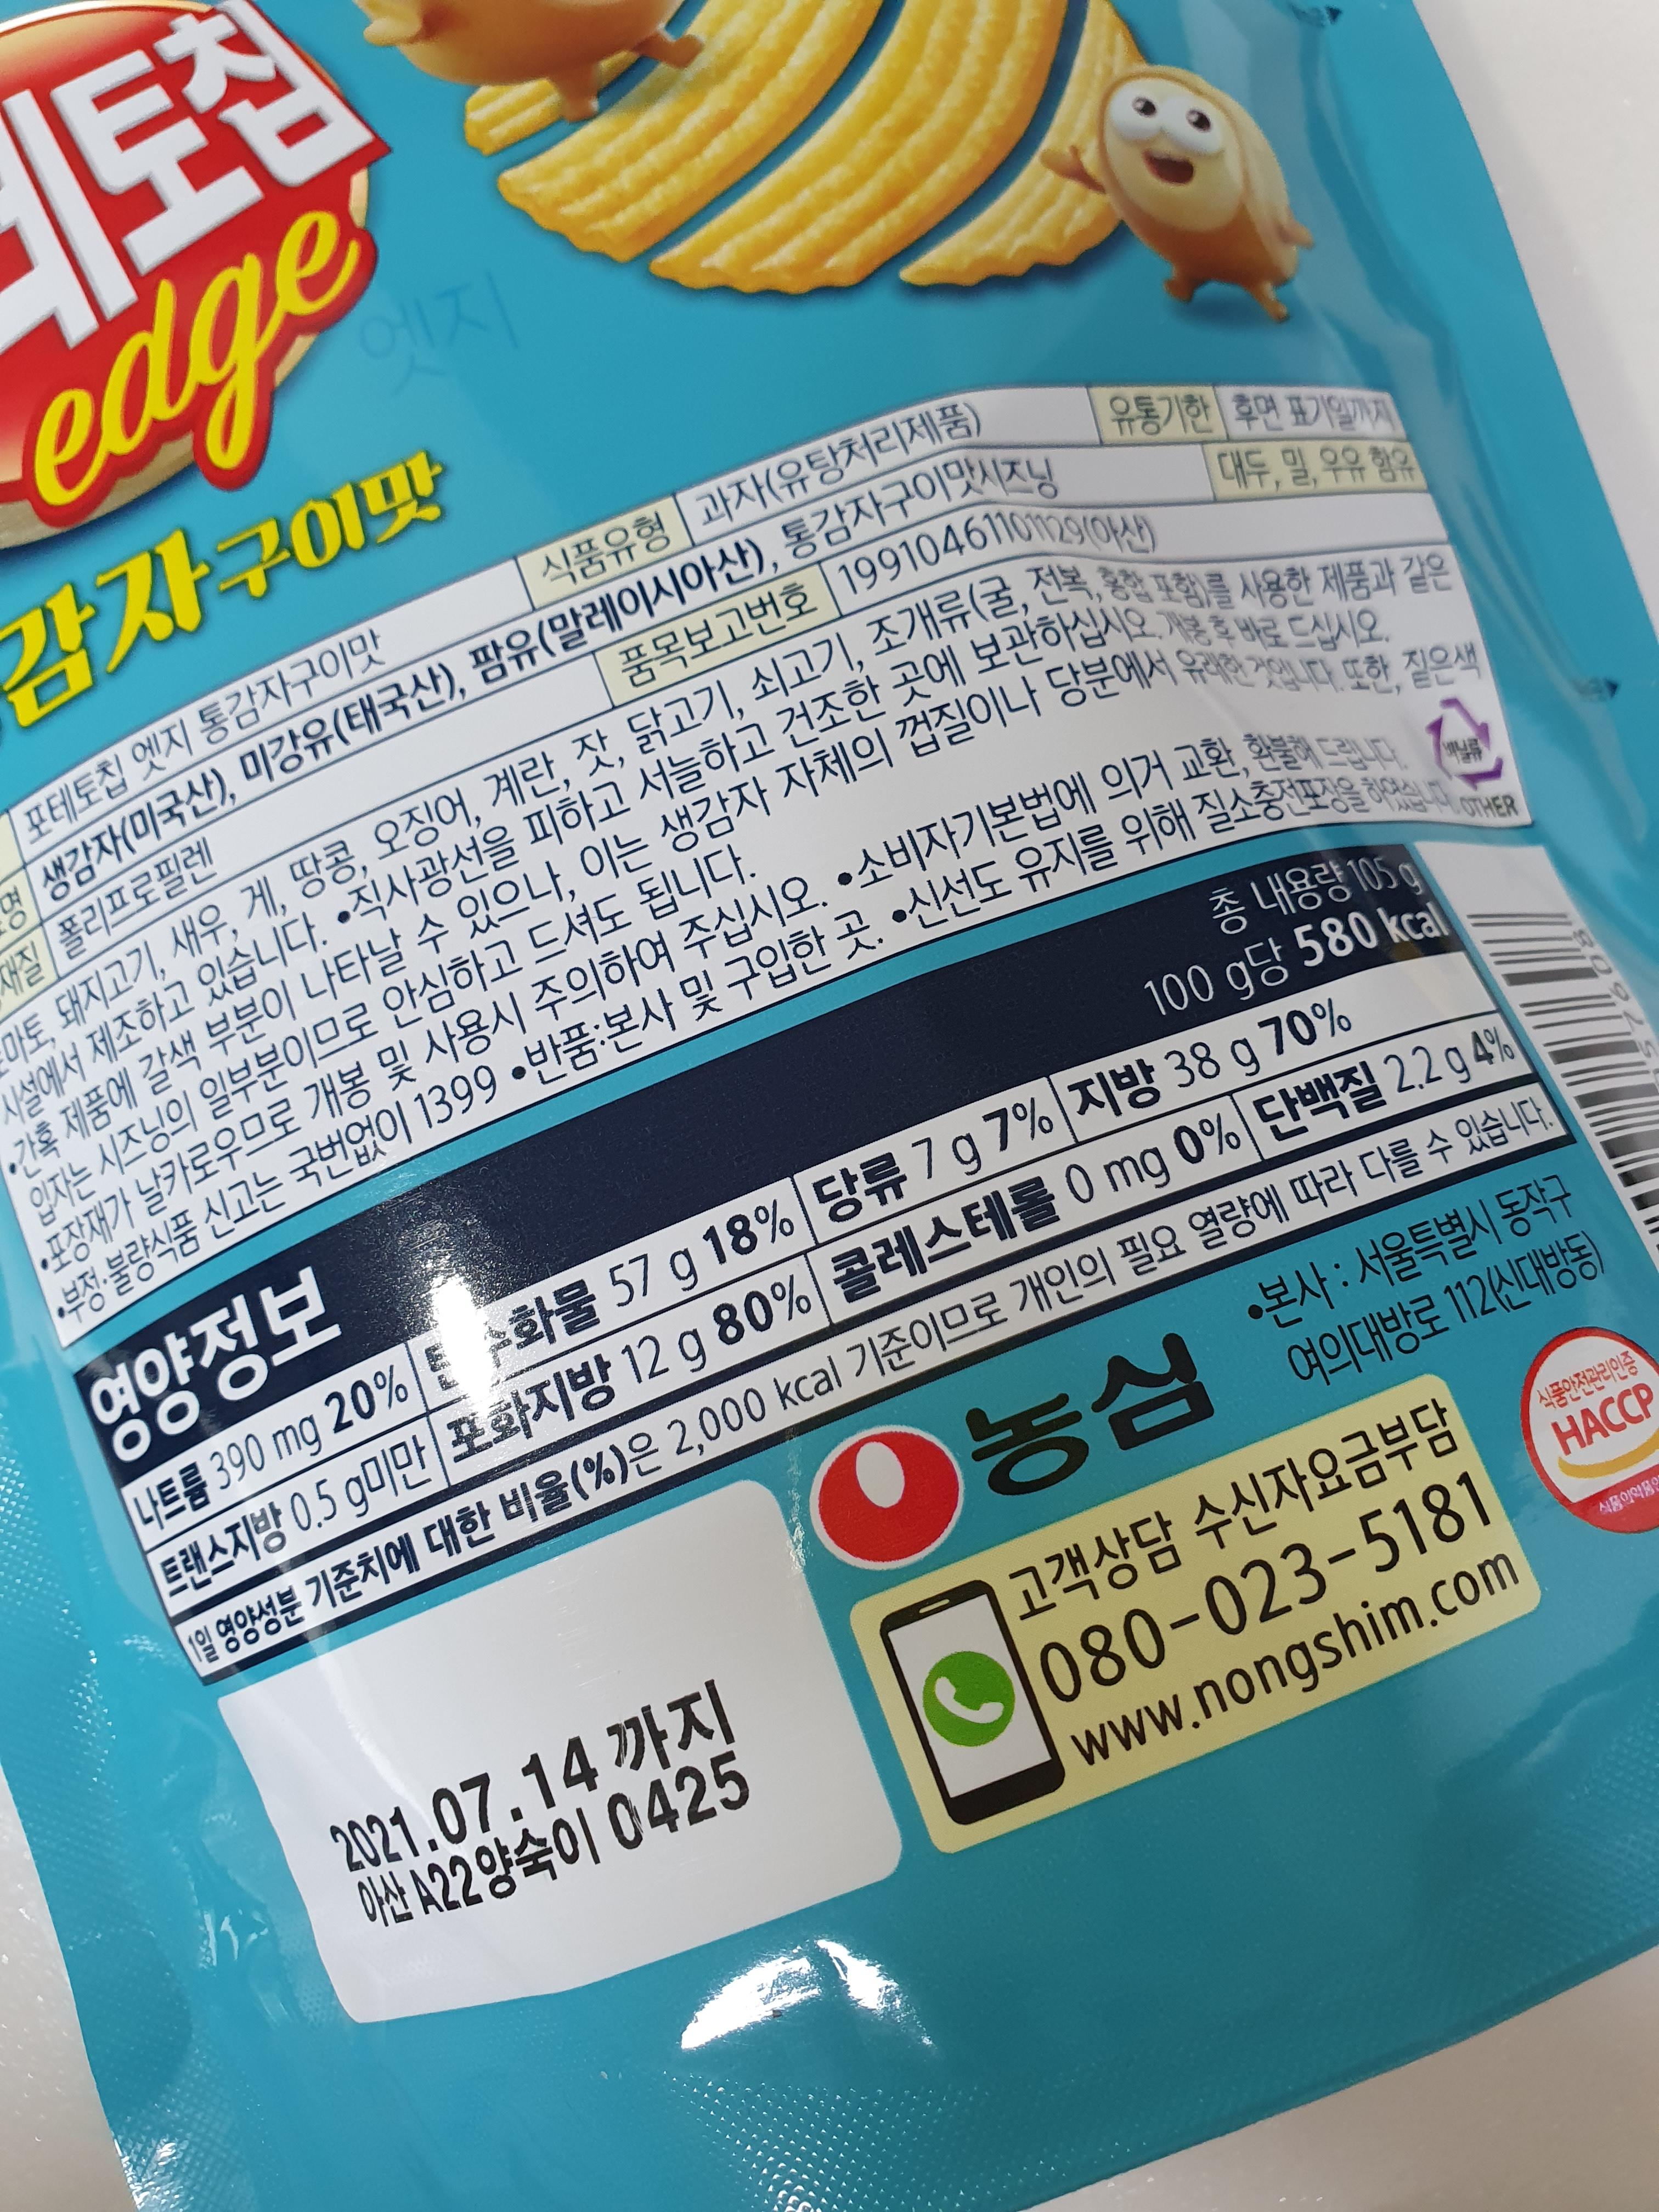 레토칩
edge
엣지
감자구이맛
포테토칩 엣지 통감자구이맛 식품유형 과자(유탕처리제품) 유통기한 후면 표기일까지
명 생감자(미국산), 미강유(태국산), 팜유(말레이시아산), 통감자구이맛시즈닝 대두, 밀, 우유 함유
재질 폴리프로필렌 품목보고번호 19910461101129(아산)
마토, 돼지고기, 새우, 게, 땅콩, 오징어, 계란, 잣, 닭고기, 쇠고기, 조개류(굴, 전복, 홍합 포함)를 사용한 제품과 같은
시설에서 제조하고 있습니다. •직사광선을 피하고 서늘하고 건조한 곳에 보관하십시오. 개봉 후 바로 드십시오.
•간혹 제품에 갈색 부분이 나타날 수 있으나, 이는 생감자 자체의 껍질이나 당분에서 유래한 것입니다. 또한, 짙은색
입자는 시즈닝의 일부분이므로 안심하고 드셔도 됩니다.
•포장재가 날카로우므로 개봉 및 사용시 주의하여 주십시오. •소비자기본법에 의거 교환, 환불해 드립니다.
•부정·불량식품 신고는 국번없이 1399 •반품:본사 및 구입한 곳. •신선도 유지를 위해 질소충전포장을 하였습니다.
비닐류
OTHER
영양정보
총 내용량 105 g
100 g당 580 kcal
나트륨 390 mg 20% 탄수화물 57 g 18% 당류 7 g 7% 지방 38 g 70%
트랜스지방 0.5 g미만 포화지방 12 g 80% 콜레스테롤 0 mg 0% 단백질 2.2 g 4%
1일 영양성분 기준치에 대한 비율(%)은 2,000 kcal 기준이므로 개인의 필요 열량에 따라 다를 수 있습니다.
농심
•본사 : 서울특별시 동작구
여의대방로 112(신대방동)
고객상담 수신자요금부담
080-023-5181
www.nongshim.com
식품안전관리인증
HACCP
2021.07.14 까지
아산 A22양숙이 0425